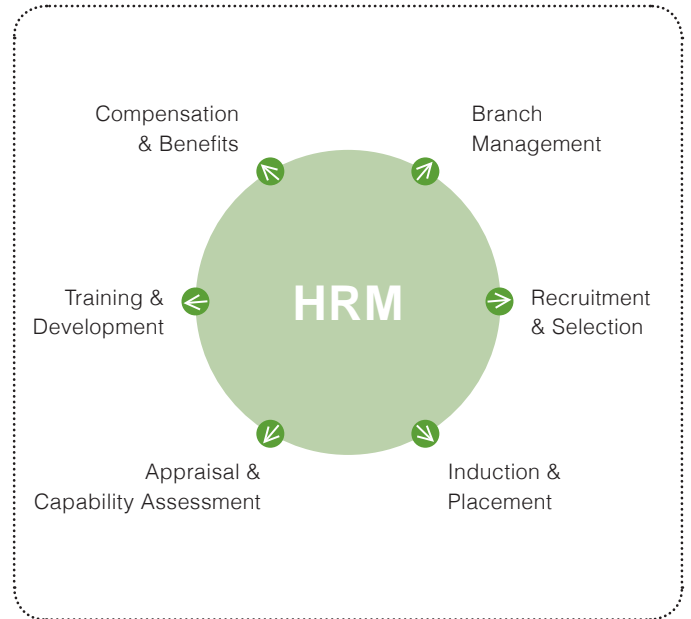 Compensation
& Benefits
Branch
Management
Training &
Development
HRM
Recruitment
& Selection
Appraisal &
Capability Assessment
Induction &
Placement